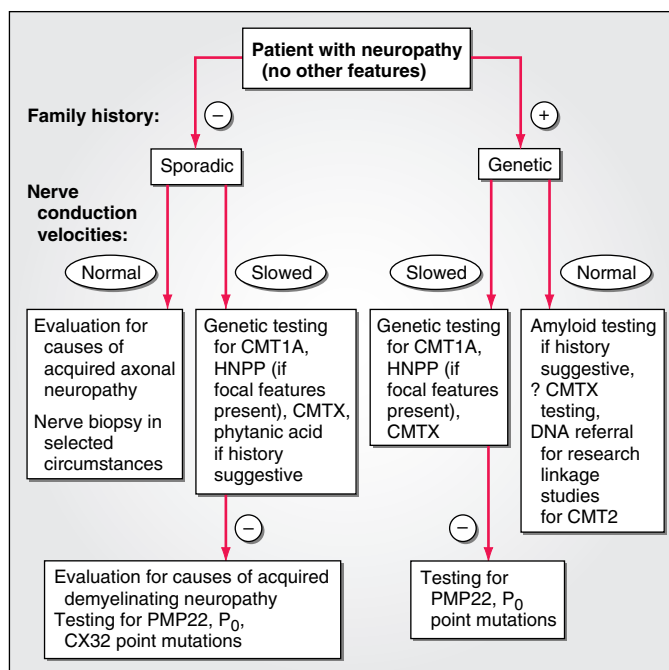 Patient with neuropathy
(no other features)
Family history:
−
+
Sporadic
Genetic
Nerve
conduction
velocities:
Normal
Slowed
Slowed
Normal
Evaluation for
causes of
acquired axonal
neuropathy
Nerve biopsy in
selected
circumstances
Genetic testing
for CMT1A,
HNPP (if
focal features
present), CMTX,
phytanic acid
if history
suggestive
Genetic testing
for CMT1A,
HNPP (if
focal features
present),
CMTX
Amyloid testing
if history
suggestive,
? CMTX
testing,
DNA referral
for research
linkage
studies
for CMT2
−
−
Evaluation for causes of acquired
demyelinating neuropathy
Testing for PMP22, P0,
CX32 point mutations
Testing for
PMP22, P0
point mutations